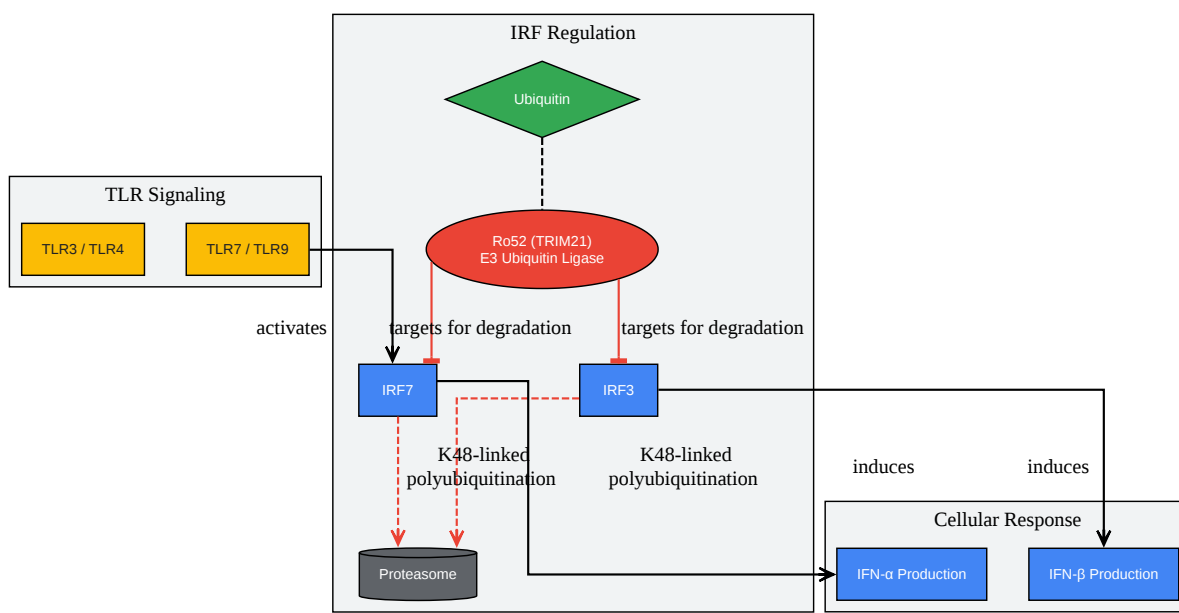 IRF Regulation
Ubiquitin
TLR Signaling
TLR3 / TLR4
TLR7 / TLR9
Ro52 (TRIM21)
E3 Ubiquitin Ligase
activates
targets for degradation
targets for degradation
IRF7
IRF3
K48-linked
polyubiquitination
K48-linked
polyubiquitination
induces
induces
Cellular Response
Proteasome
IFN-α Production
IFN-β Production